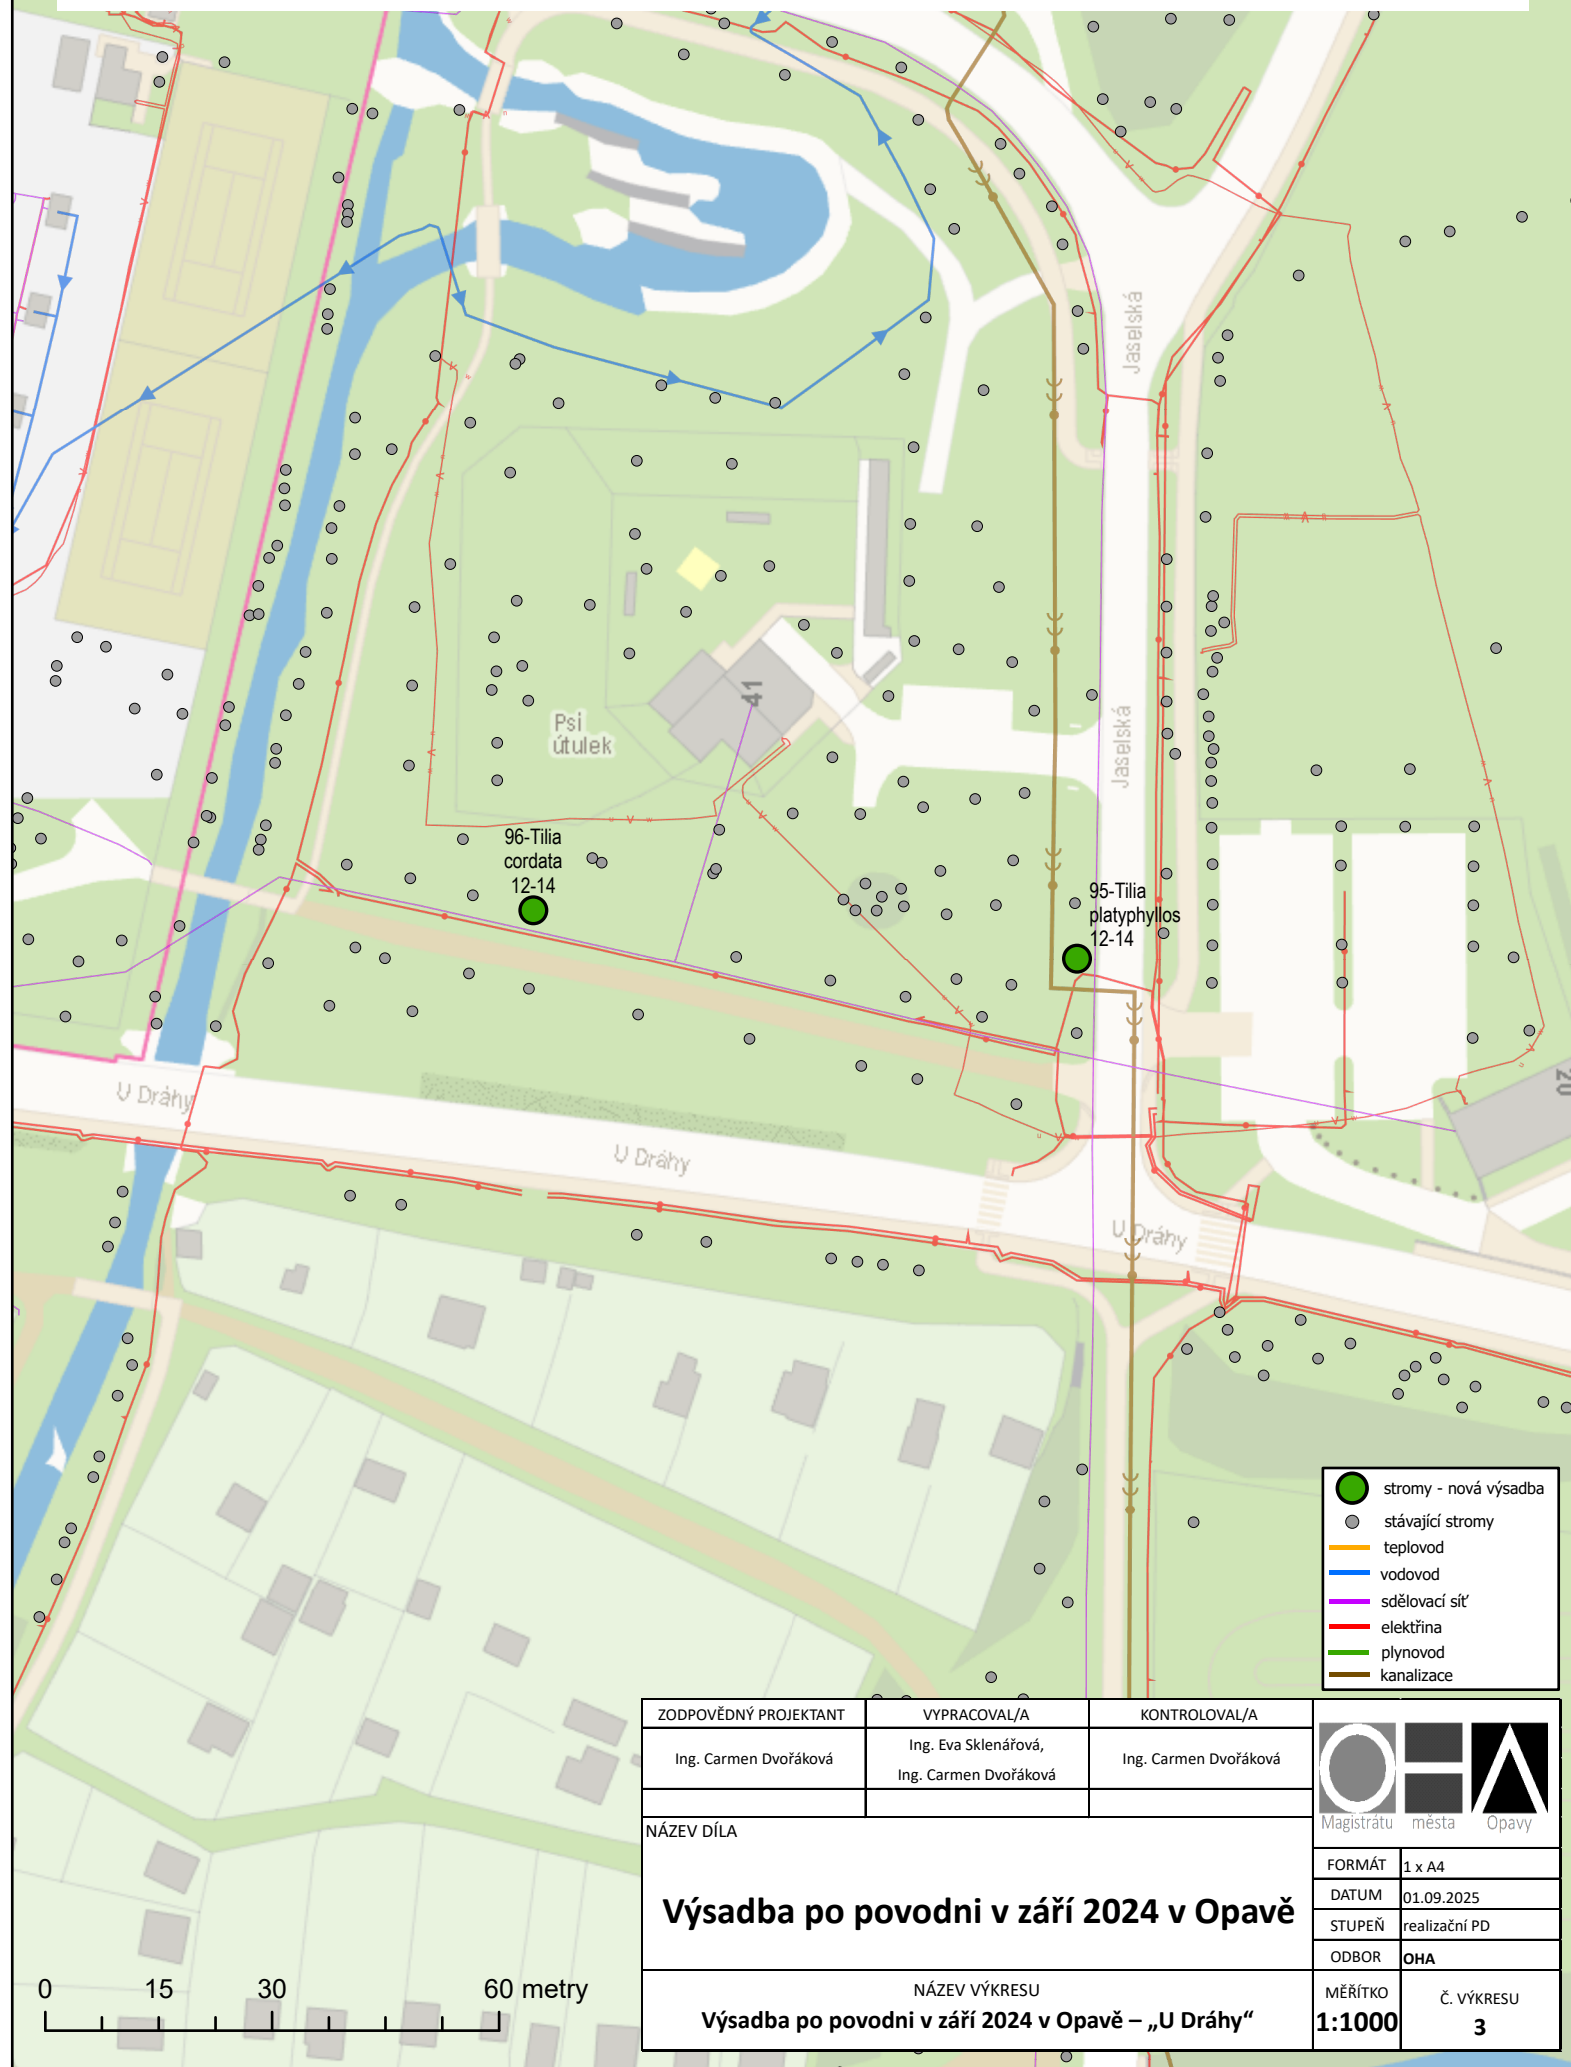 Jaselská
41
Psi
útulek
Jaselská
96-Tilia
cordata
12-14
95-Tilia
platyphyllos
12-14
20
U Dráhy
U Dráhy
U Dráhy
stromy - nová výsadba
stávající stromy
teplovod
vodovod
sdělovací síť
elektřina
plynovod
kanalizace
ZODPOVĚDNÝ PROJEKTANT
VYPRACOVAL/A
KONTROLOVAL/A
Ing. Carmen Dvořáková
Ing. Eva Sklenářová,
Ing. Carmen Dvořáková
Ing. Carmen Dvořáková
OHA
Magistrátu města Opavy
NÁZEV DÍLA
Výsadba po povodni v září 2024 v Opavě
FORMÁT 1 x A4
DATUM 01.09.2025
STUPEŇ realizační PD
ODBOR OHA
NÁZEV VÝKRESU
Výsadba po povodni v září 2024 v Opavě – „U Dráhy“
MĚŘÍTKO
1:1000
Č. VÝKRESU
3
0 15 30 60 metry